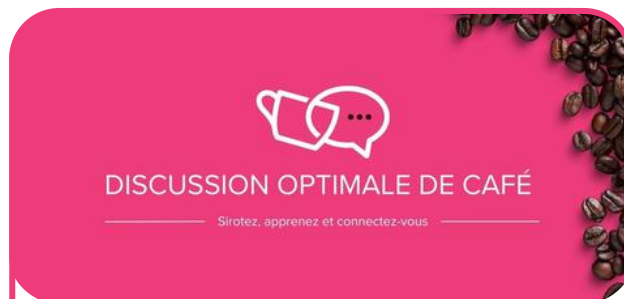 DISCUSSION OPTIMALE DE CAFÉ
Sirotez, apprenez et connectez-vous